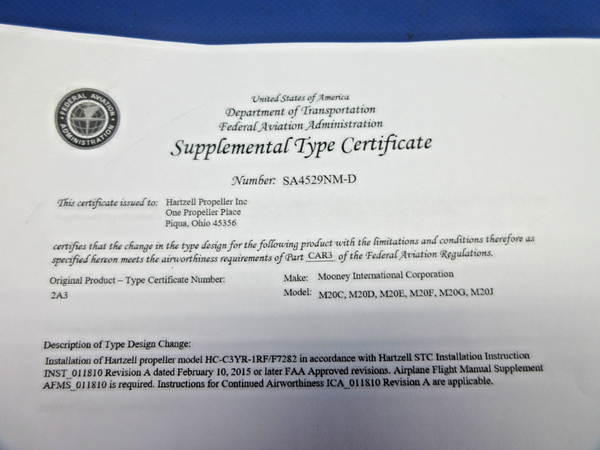 FEDERAL AVIATION
ADMINISTRATION
United States of America
Department of Transportation
Federal Aviation Administration
Supplemental Type Certificate
Number: SA4529NM-D
This certificate issued to: Hartzell Propeller Inc
One Propeller Place
Piqua, Ohio 45356
certifies that the change in the type design for the following product with the limitations and conditions therefore as
specified hereon meets the airworthiness requirements of Part CAR3 of the Federal Aviation Regulations.
Original Product – Type Certificate Number: Make: Mooney International Corporation
2A3 Model: M20C, M20D, M20E, M20F, M20G, M20J
Description of Type Design Change:
Installation of Hartzell propeller model HC-C3YR-1RF/F7282 in accordance with Hartzell STC Installation Instruction
INST_011810 Revision A dated February 10, 2015 or later FAA Approved revisions. Airplane Flight Manual Supplement
AFMS_011810 is required. Instructions for Continued Airworthiness ICA_011810 Revision A are applicable.